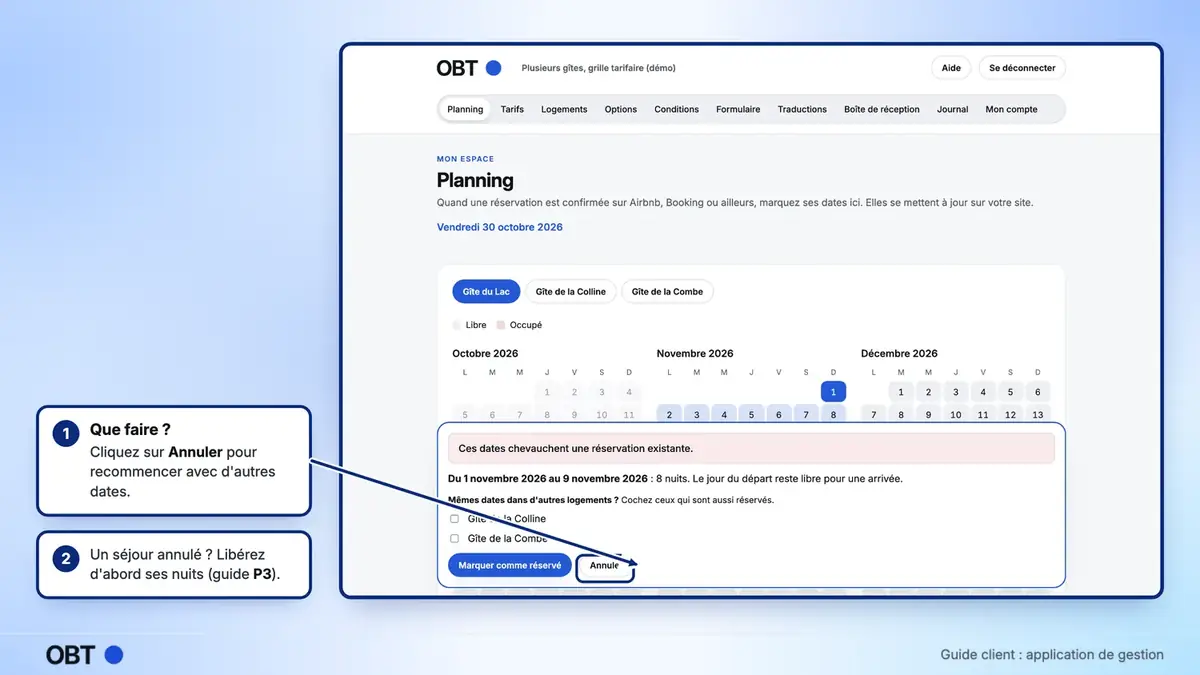 OBT
Plusieurs gîtes, grille tarifaire (démo)
Aide
Se déconnecter
Planning
Tarifs
Logements
Options
Conditions
Formulaire
Traductions
Boîte de réception
Journal
Mon compte
MON ESPACE
Planning
Quand une réservation est confirmée sur Airbnb, Booking ou ailleurs, marquez ses dates ici. Elles se mettent à jour sur votre site.
Vendredi 30 octobre 2026
Gîte du Lac
Gîte de la Colline
Gîte de la Combe
Libre
Occupé
Octobre 2026
L M M J V S D
1 2 3 4
5 6 7 8 9 10 11
Novembre 2026
L M M J V S D
1
2 3 4 5 6 7 8
Décembre 2026
L M M J V S D
1 2 3 4 5 6
7 8 9 10 11 12 13
Ces dates chevauchent une réservation existante.
Du 1 novembre 2026 au 9 novembre 2026 : 8 nuits. Le jour du départ reste libre pour une arrivée.
Mêmes dates dans d'autres logements ? Cochez ceux qui sont aussi réservés.
Gîte de la Colline
Gîte de la Combe
Marquer comme réservé
Annuler
1
Que faire ?
Cliquez sur Annuler pour
recommencer avec d'autres
dates.
2
Un séjour annulé ? Libérez
d'abord ses nuits (guide P3).
OBT
Guide client : application de gestion